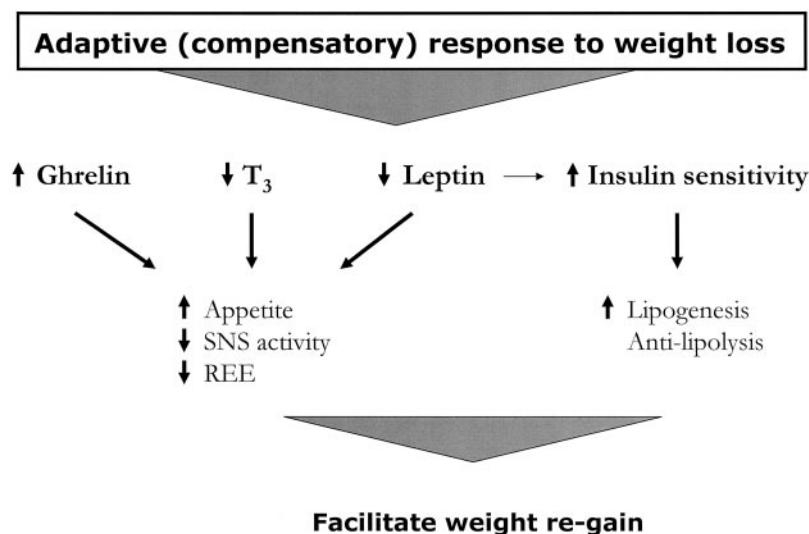 Adaptive (compensatory) response to weight loss
↑ Ghrelin ↓ T₃ ↓ Leptin → ↑ Insulin sensitivity
↑ Appetite ↑ Lipogenesis
↓ SNS activity Anti-lipolysis
↓ REE
Facilitate weight re-gain